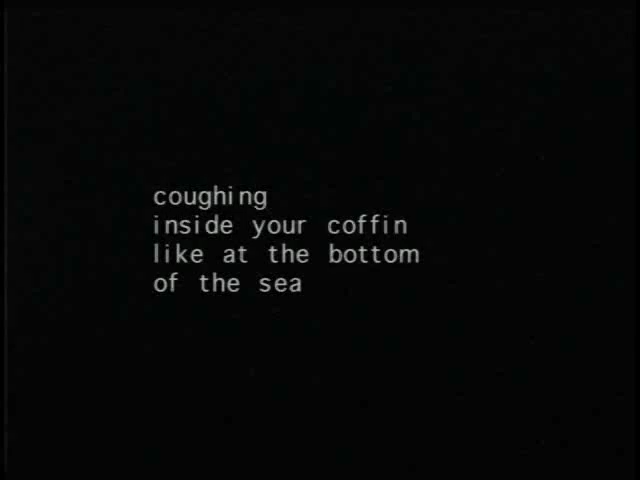 coughing
inside your coffin
like at the bottom
of the sea